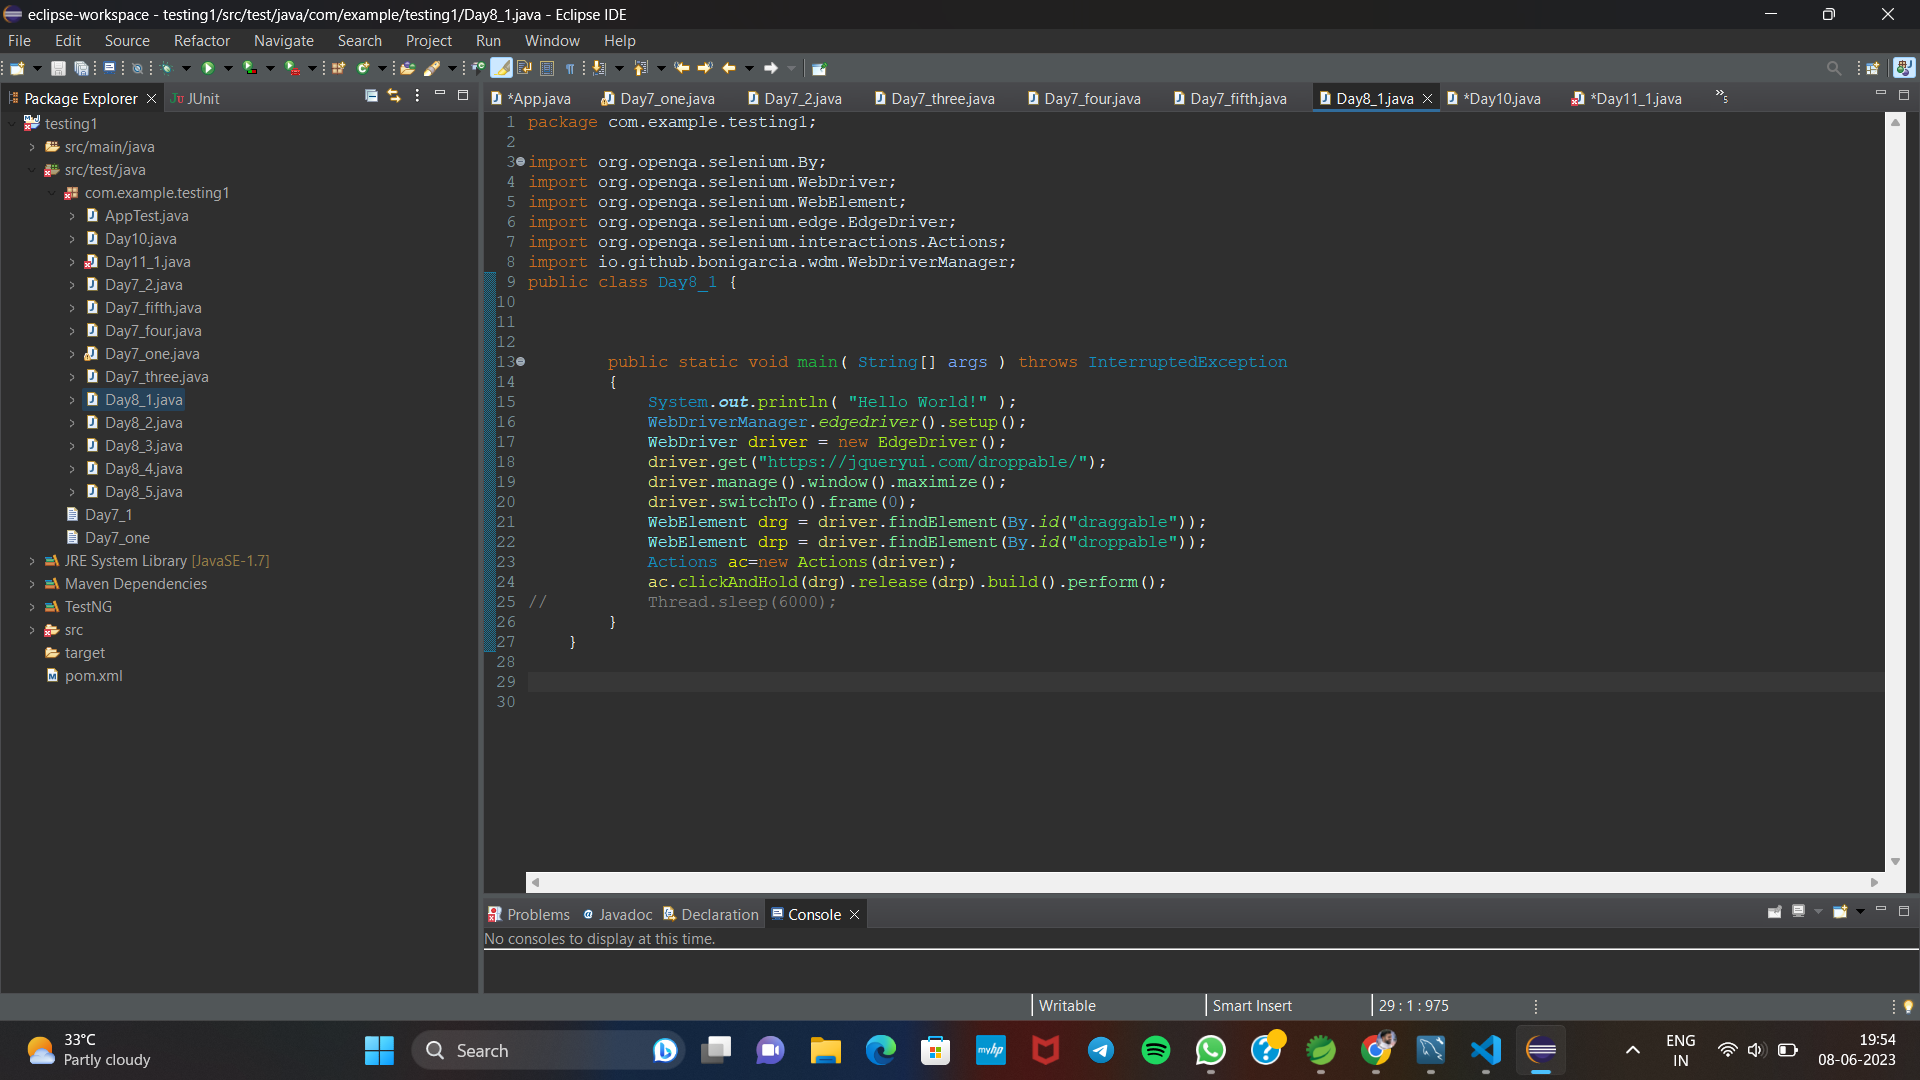 eclipse-workspace - testing1/src/test/java/com/example/testing1/Day8_1.java - Eclipse IDE
File Edit Source Refactor Navigate Search Project Run Window Help
Package Explorer JUnit
*App.java Day7_one.java Day7_2.java Day7_three.java Day7_four.java Day7_fifth.java Day8_1.java *Day10.java *Day11_1.java »5
testing1
src/main/java
src/test/java
com.example.testing1
AppTest.java
Day10.java
Day11_1.java
Day7_2.java
Day7_fifth.java
Day7_four.java
Day7_one.java
Day7_three.java
Day8_1.java
Day8_2.java
Day8_3.java
Day8_4.java
Day8_5.java
Day7_1
Day7_one
JRE System Library [JavaSE-1.7]
Maven Dependencies
TestNG
src
target
pom.xml
1 package com.example.testing1;
2
3 import org.openqa.selenium.By;
4 import org.openqa.selenium.WebDriver;
5 import org.openqa.selenium.WebElement;
6 import org.openqa.selenium.edge.EdgeDriver;
7 import org.openqa.selenium.interactions.Actions;
8 import io.github.bonigarcia.wdm.WebDriverManager;
9 public class Day8_1 {
10
11
12
13 public static void main( String[] args ) throws InterruptedException
14 {
15 System.out.println( "Hello World!" );
16 WebDriverManager.edgedriver().setup();
17 WebDriver driver = new EdgeDriver();
18 driver.get("https://jqueryui.com/droppable/");
19 driver.manage().window().maximize();
20 driver.switchTo().frame(0);
21 WebElement drg = driver.findElement(By.id("draggable"));
22 WebElement drp = driver.findElement(By.id("droppable"));
23 Actions ac=new Actions(driver);
24 ac.clickAndHold(drg).release(drp).build().perform();
25 // Thread.sleep(6000);
26 }
27 }
28
29
30
Problems Javadoc Declaration Console
No consoles to display at this time.
Writable Smart Insert 29 : 1 : 975
33°C
Partly cloudy
Search
myhp
ENG
IN
19:54
08-06-2023